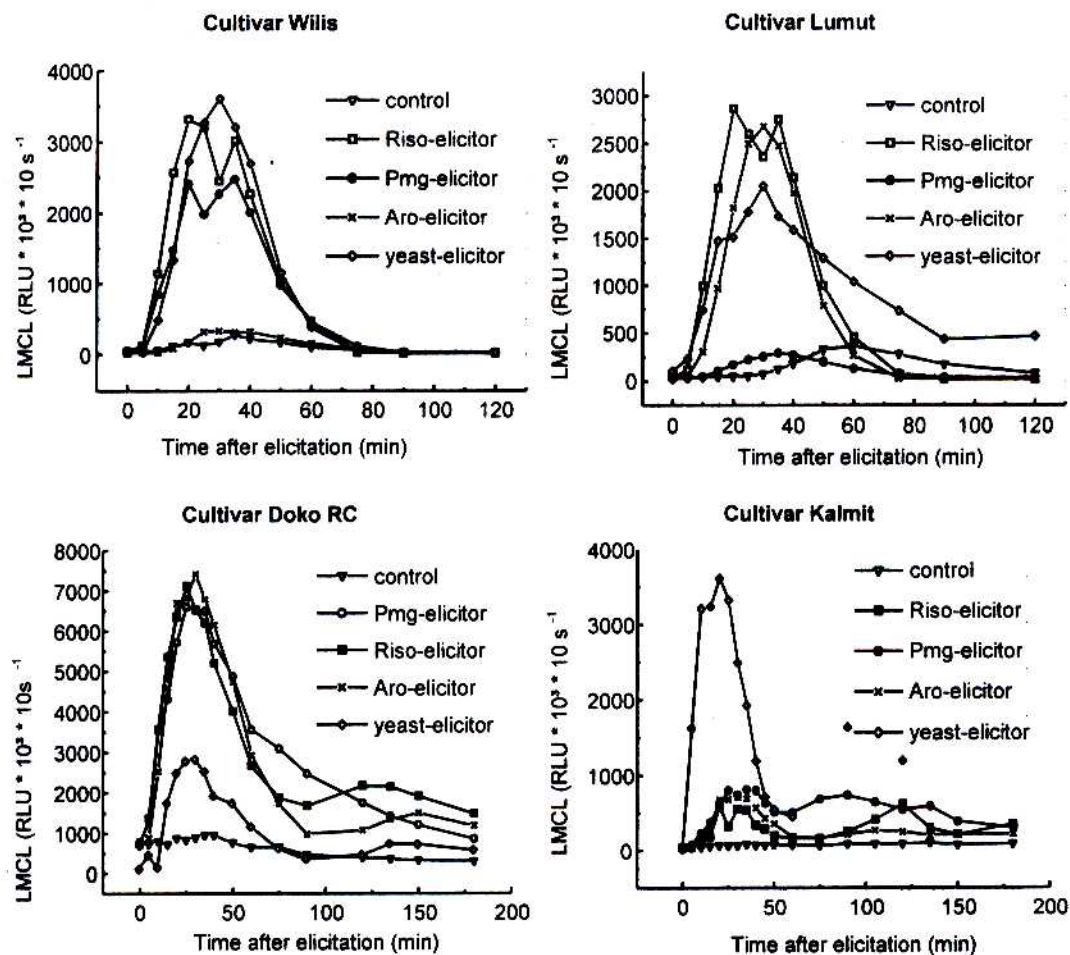 Cultivar Wilis
LMCL (RLU * 10³ * 10 s⁻¹
4000
3000
2000
1000
0
control
Riso-elicitor
Pmg-elicitor
Aro-elicitor
yeast-elicitor
0 20 40 60 80 100 120
Time after elicitation (min)
Cultivar Lumut
LMCL (RLU * 10³ * 10 s⁻¹
3000
2500
2000
1500
1000
500
0
control
Riso-elicitor
Pmg-elicitor
Aro-elicitor
yeast-elicitor
0 20 40 60 80 100 120
Time after elicitation (min)
Cultivar Doko RC
LMCL (RLU * 10³ * 10s⁻¹
8000
7000
6000
5000
4000
3000
2000
1000
0
control
Pmg-elicitor
Riso-elicitor
Aro-elicitor
yeast-elicitor
0 50 100 150 200
Time after elicitation (min)
Cultivar Kalmit
LMCL (RLU * 10³ * 10 s⁻¹
4000
3000
2000
1000
0
control
Riso-elicitor
Pmg-elicitor
Aro-elicitor
yeast-elicitor
0 50 100 150 200
Time after elicitation (min)